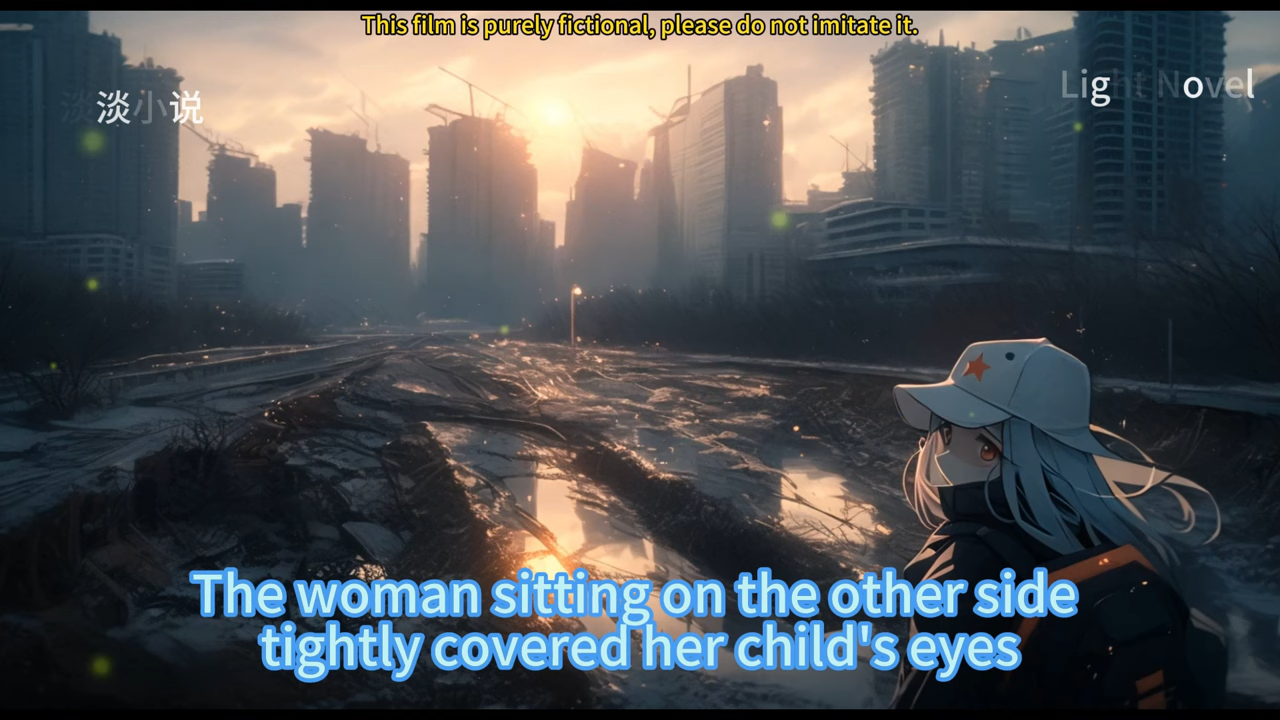 This film is purely fictional, please do not imitate it.
淡淡小说
Light Novel
The woman sitting on the other side
tightly covered her child's eyes